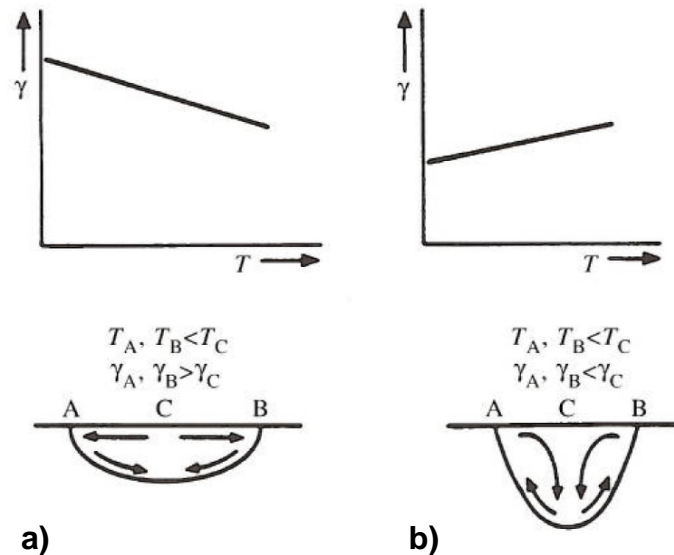 γ
T
γ
T
T_A, T_B<T_C
γ_A, γ_B>γ_C
A C B
a)
T_A, T_B<T_C
γ_A, γ_B<γ_C
A C B
b)